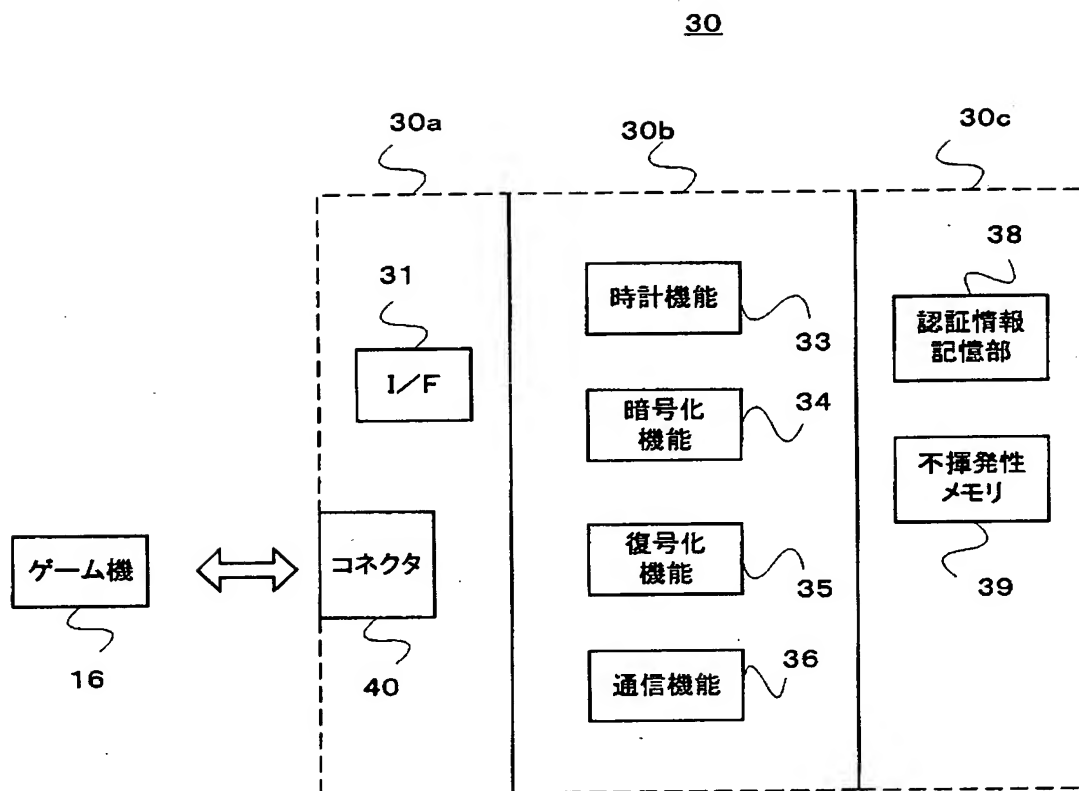 30
30a
30b
30c
31
I/F
ゲーム機
16
コネクタ
40
時計機能
33
暗号化
機能
34
復号化
機能
35
通信機能
36
38
認証情報
記憶部
不揮発性
メモリ
39